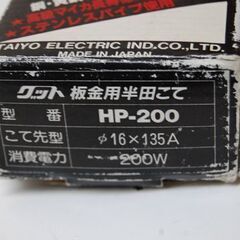 ステンレスパイプ使用
TAIYO ELECTRIC IND.CO.,LTD.
MADE IN JAPAN
グット 板金用半田こて
型番 HP-200
こて先型 φ16×135A
消費電力 200W